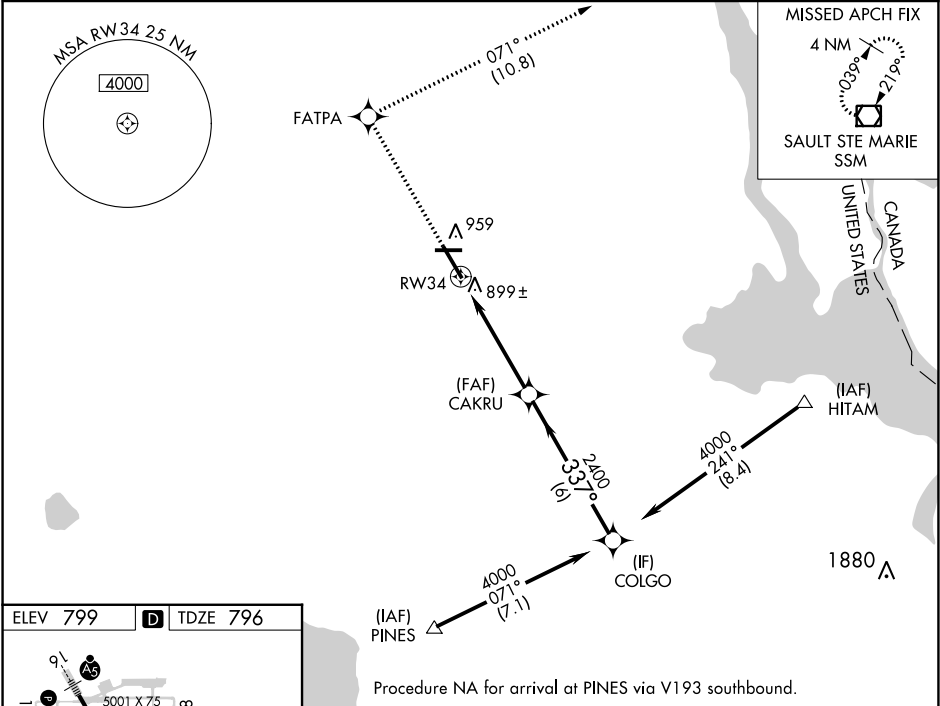 MSA RW34 25 NM
4000
071°
(10.8)
FATPA
MISSED APCH FIX
4 NM
039°
219°
SAULT STE MARIE
SSM
CANADA
UNITED STATES
959
RW34
899±
(FAF)
CAKRU
(IAF)
HITAM
4000
241°
(8.4)
2400
337°
(6)
(IF)
COLGO
1880
4000
071°
(7.1)
(IAF)
PINES
ELEV 799
D
TDZE 796
16
A5
P
5001 X 75
Procedure NA for arrival at PINES via V193 southbound.